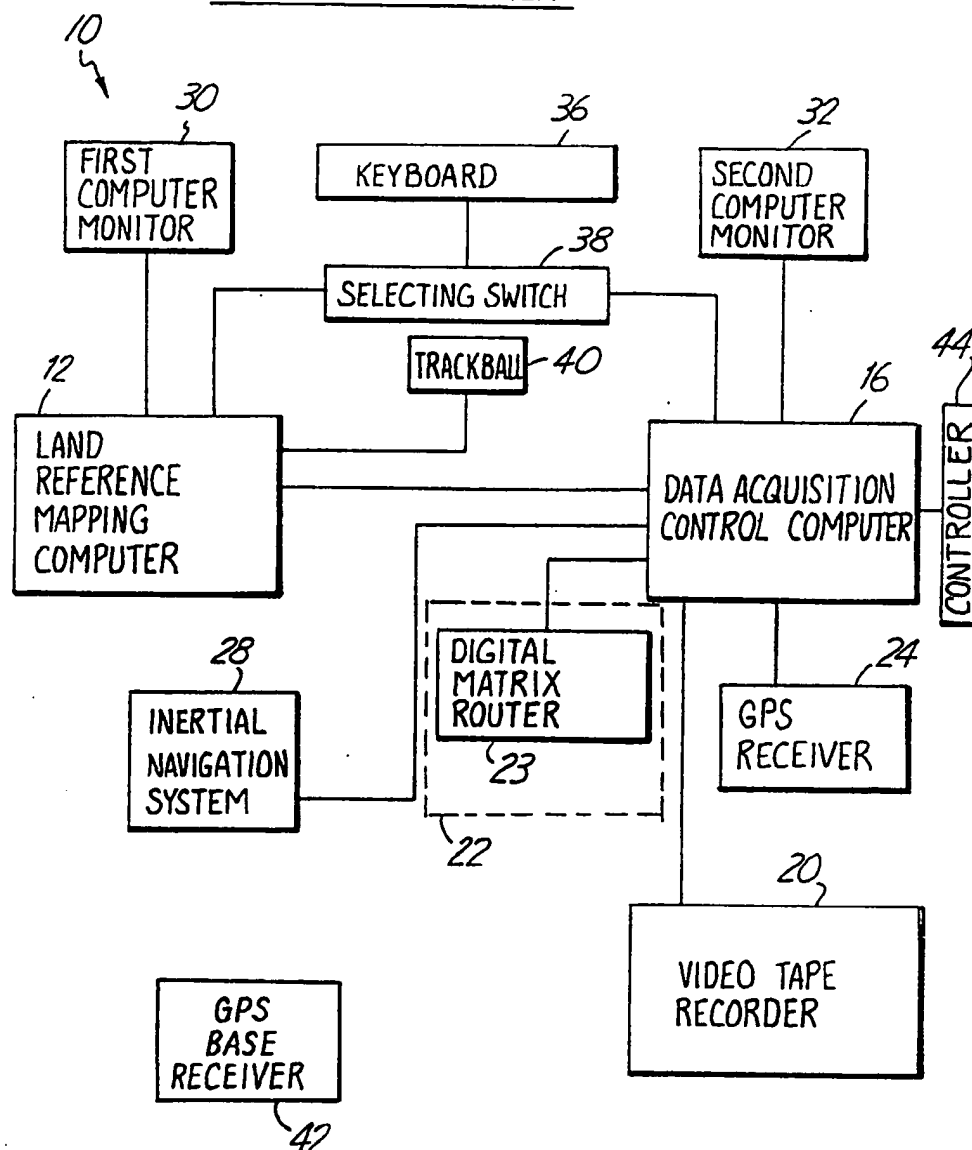 10
30
36
32
FIRST
COMPUTER
MONITOR
KEYBOARD
SECOND
COMPUTER
MONITOR
38
SELECTING SWITCH
44
TRACKBALL
40
12
16
LAND
REFERENCE
MAPPING
COMPUTER
DATA ACQUISITION
CONTROL COMPUTER
CONTROLLER
28
DIGITAL
MATRIX
ROUTER
24
INERTIAL
NAVIGATION
SYSTEM
23
GPS
RECEIVER
22
20
VIDEO TAPE
RECORDER
GPS
BASE
RECEIVER
42